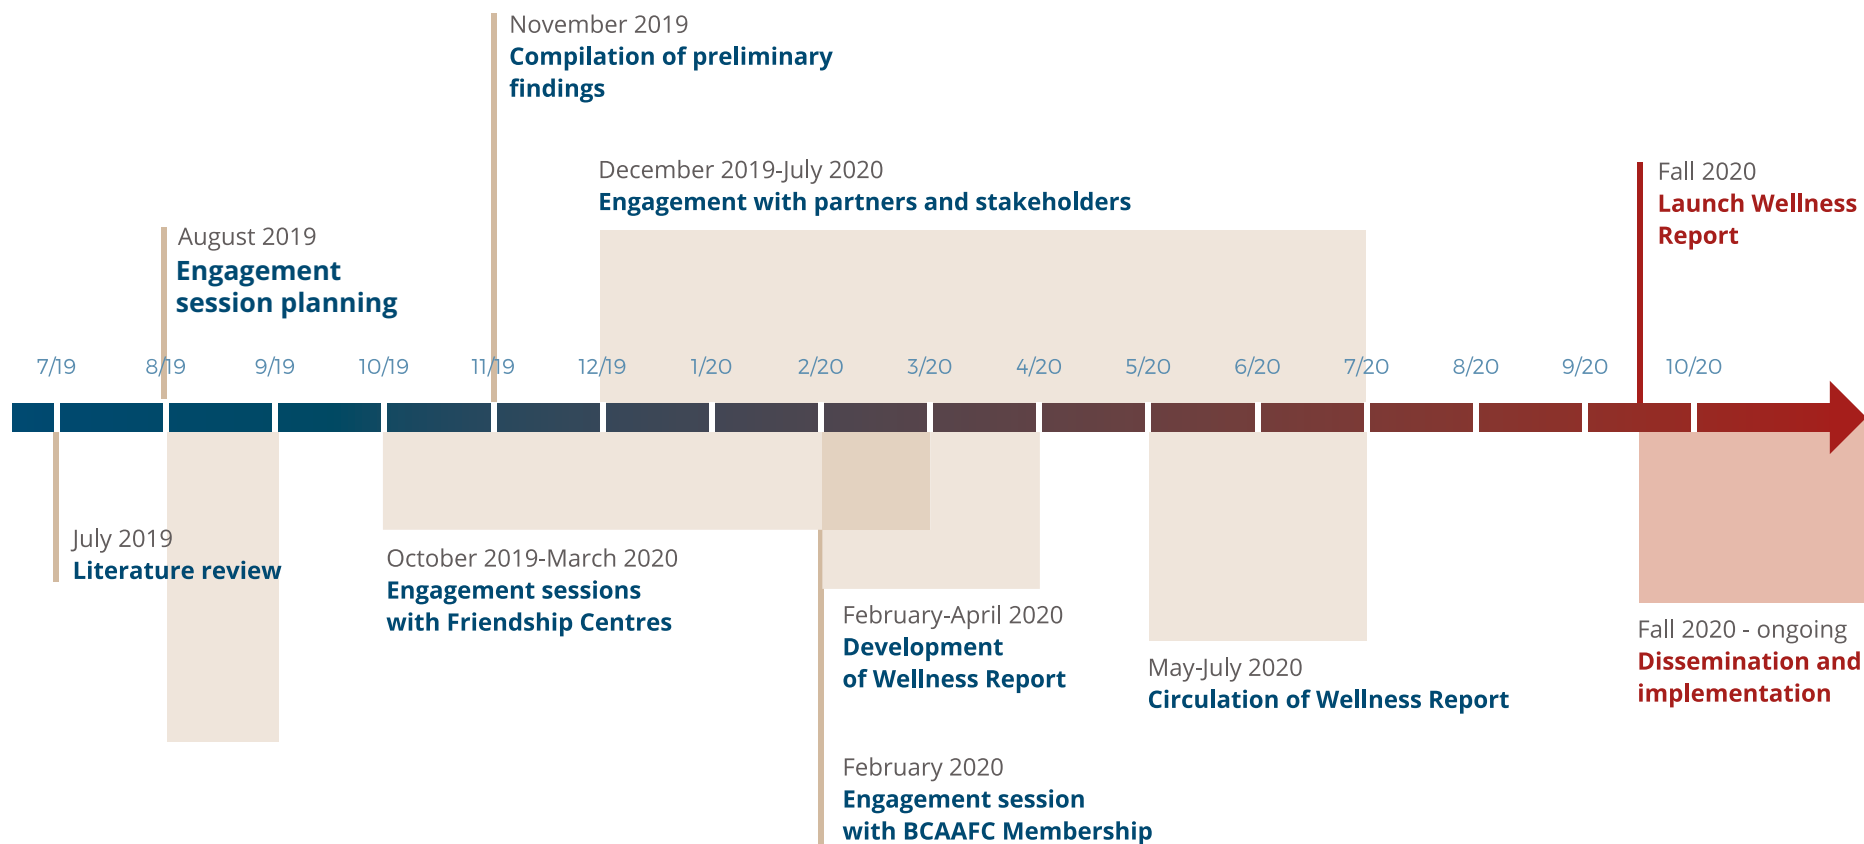 November 2019
Compilation of preliminary
findings
December 2019-July 2020
Engagement with partners and stakeholders
Fall 2020
Launch Wellness
Report
August 2019
Engagement
session planning
7/19 8/19 9/19 10/19 11/19 12/19 1/20 2/20 3/20 4/20 5/20 6/20 7/20 8/20 9/20 10/20
July 2019
Literature review
October 2019-March 2020
Engagement sessions
with Friendship Centres
February-April 2020
Development
of Wellness Report
May-July 2020
Circulation of Wellness Report
Fall 2020 - ongoing
Dissemination and
implementation
February 2020
Engagement session
with BCAAFC Membership